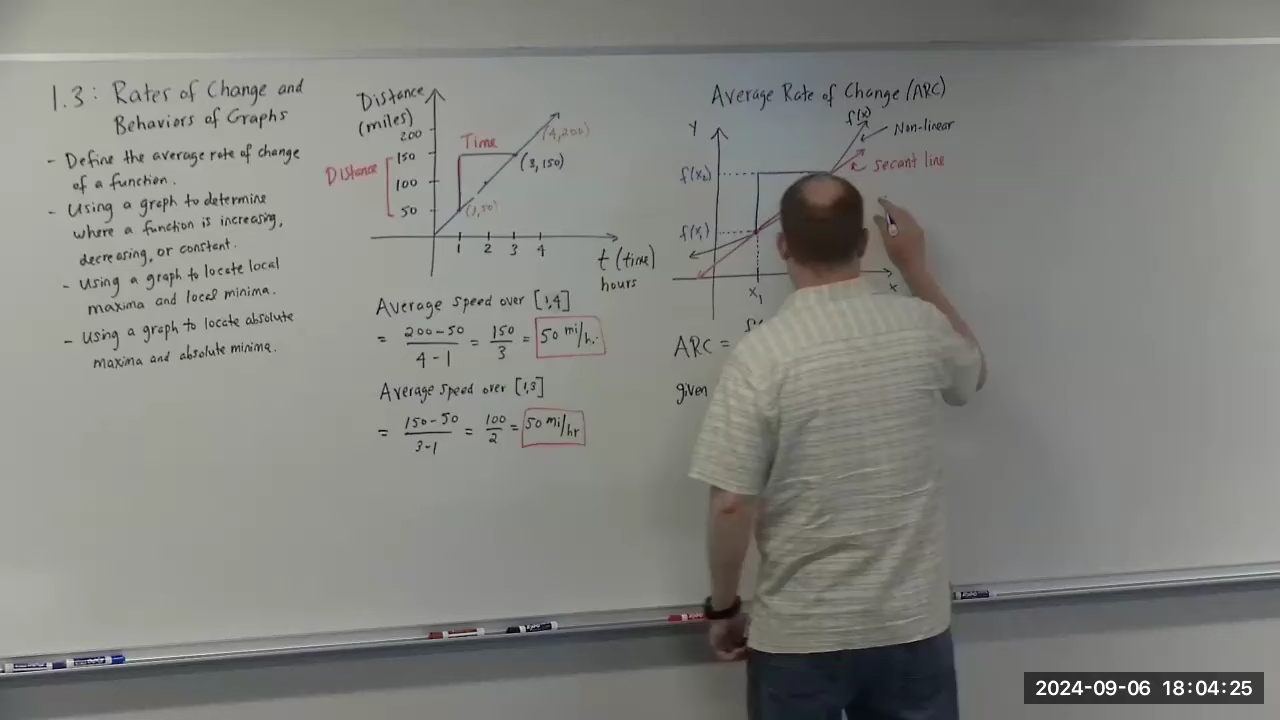 1.3: Rates of Change and
Behaviors of Graphs
- Define the average rate of change
of a function.
- Using a graph to determine
where a function is increasing,
decreasing, or constant.
- Using a graph to locate local
maxima and local minima.
- Using a graph to locate absolute
maxima and absolute minima.
Distance
(miles)
200
150
100
50
Distance
Time
(4,200)
(3,150)
(1,50)
1 2 3 4
t (time)
hours
Average speed over [1,4]
= 200-50 / 4-1 = 150 / 3 = 50 mi/hr.
Average speed over [1,3]
= 150-50 / 3-1 = 100 / 2 = 50 mi/hr
Average Rate of Change (ARC)
Y
f(x)
Non-linear
secant line
f(x₂)
f(x₁)
x₁
x
ARC =
given
2024-09-06 18:04:25